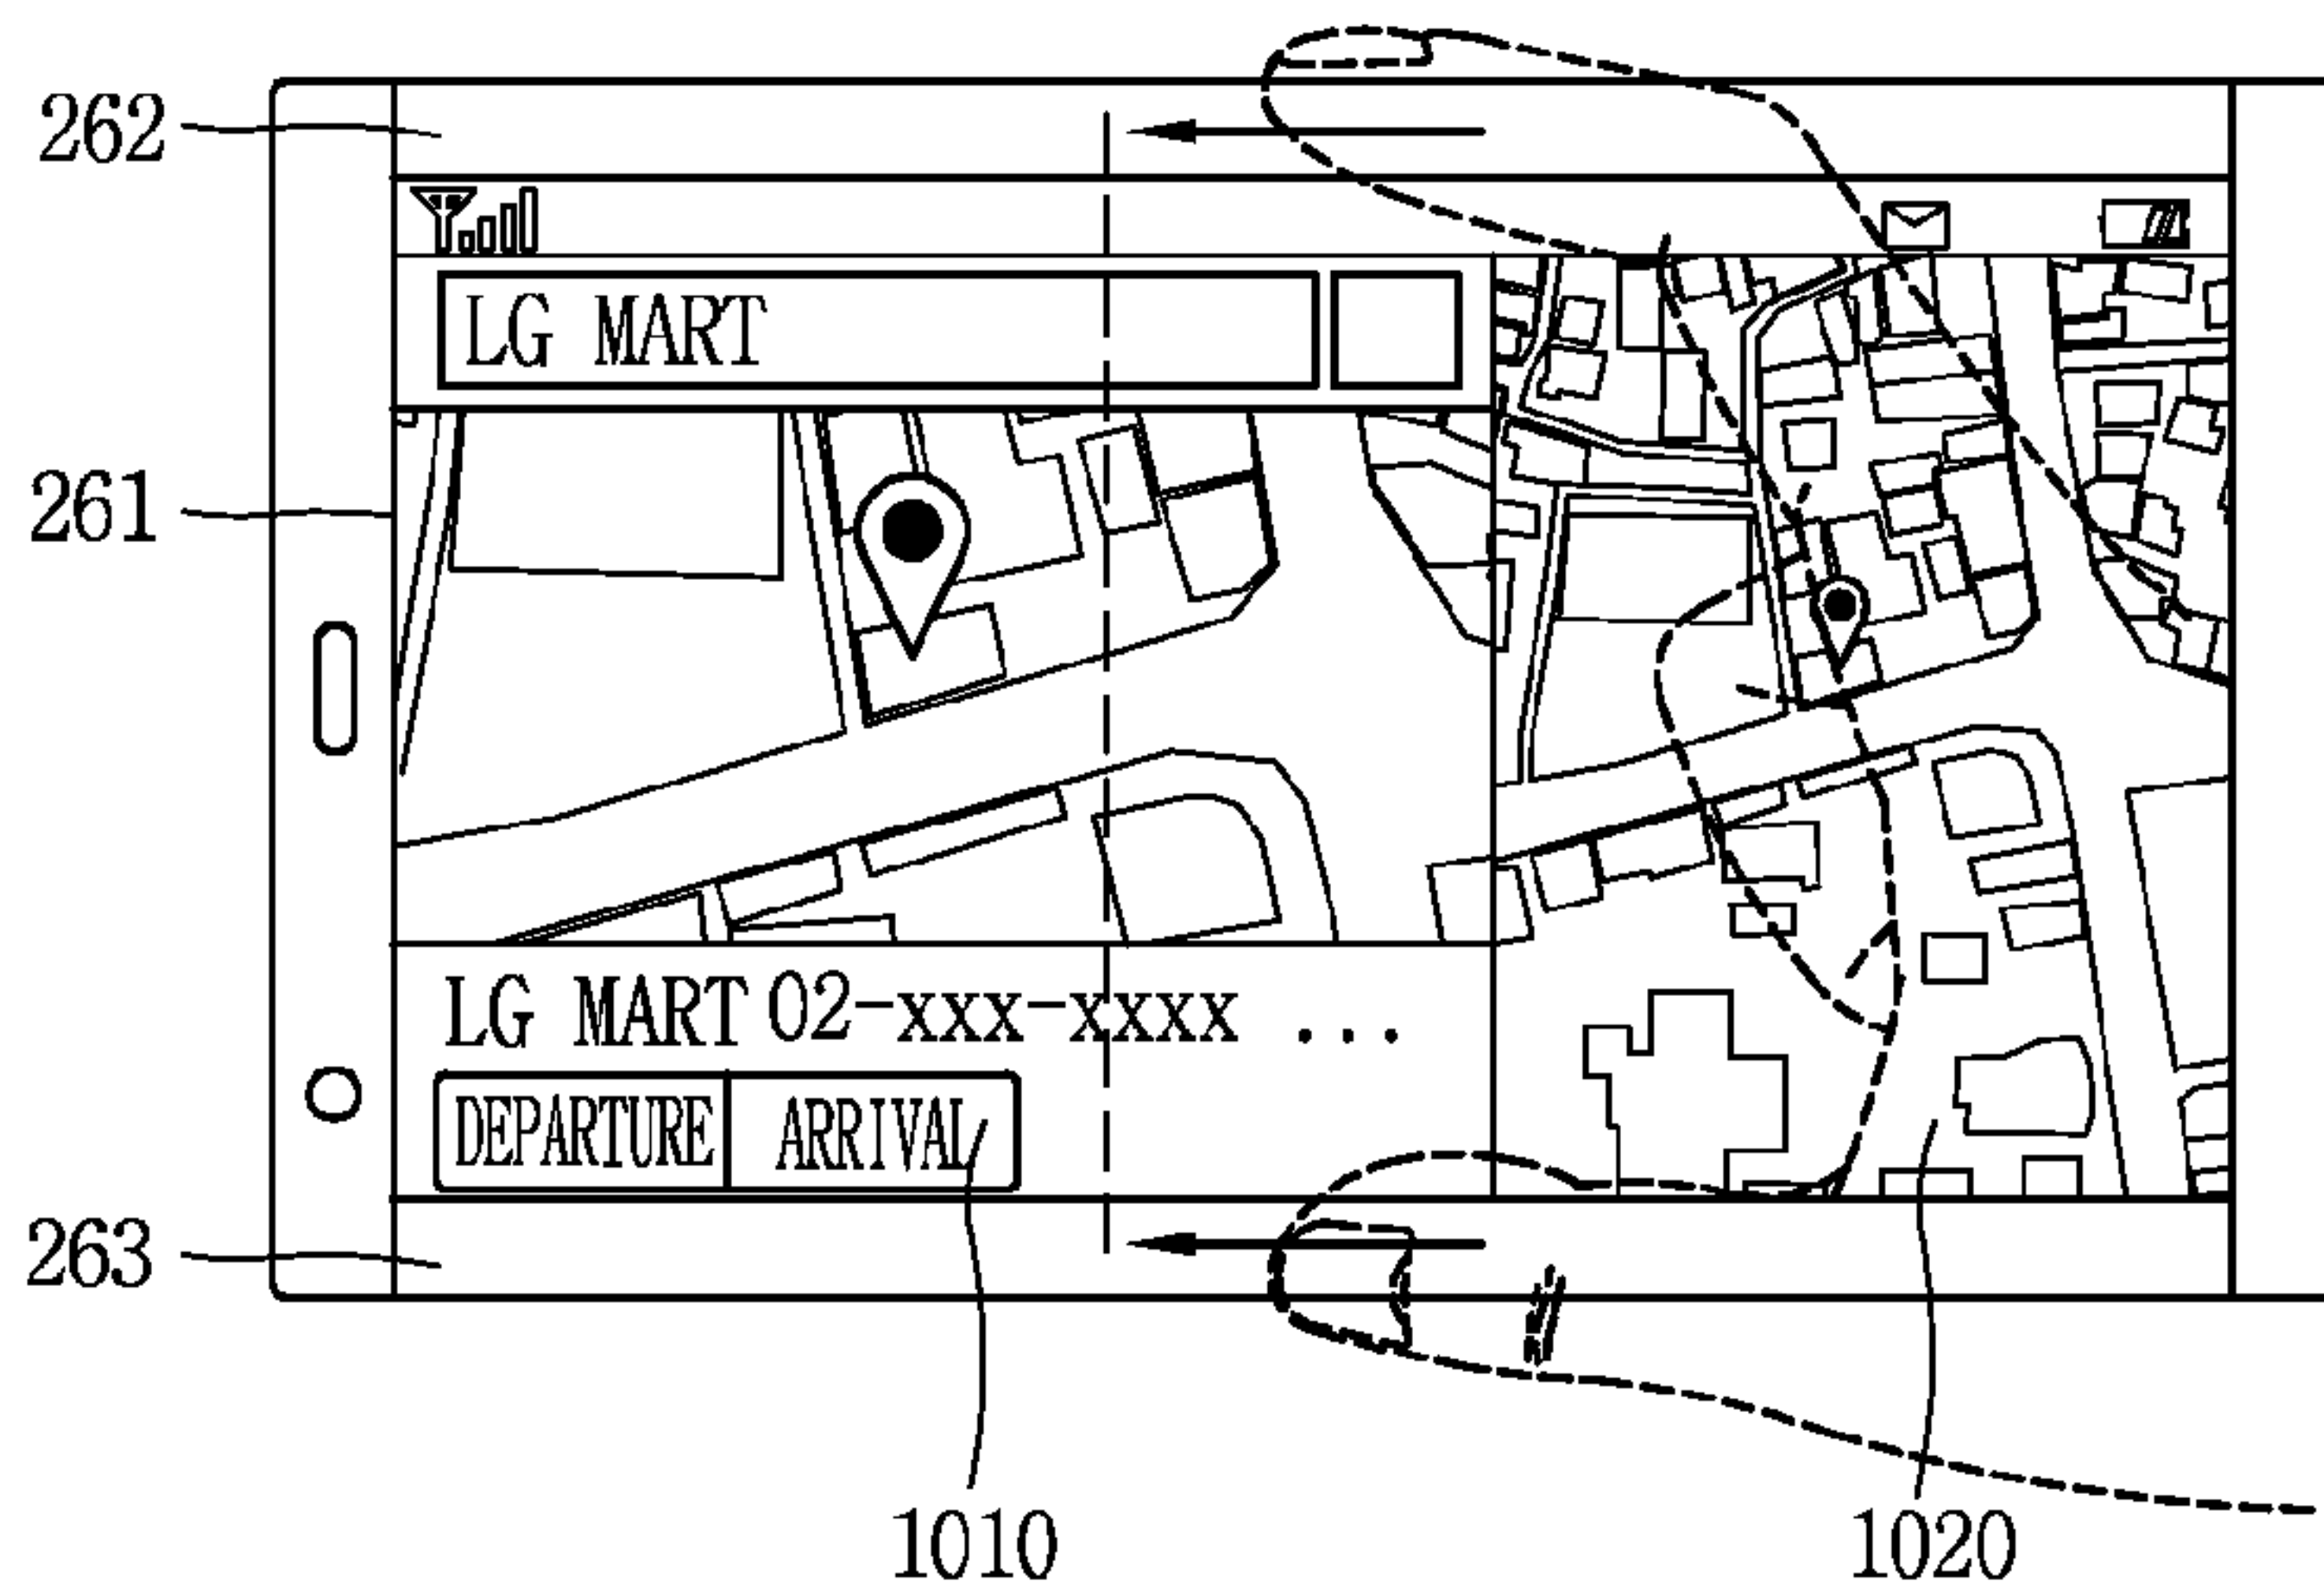 262
LG MART
261
LG MART 02-xxx-xxxx ...
DEPARTURE ARRIVAL
263
1010
1020